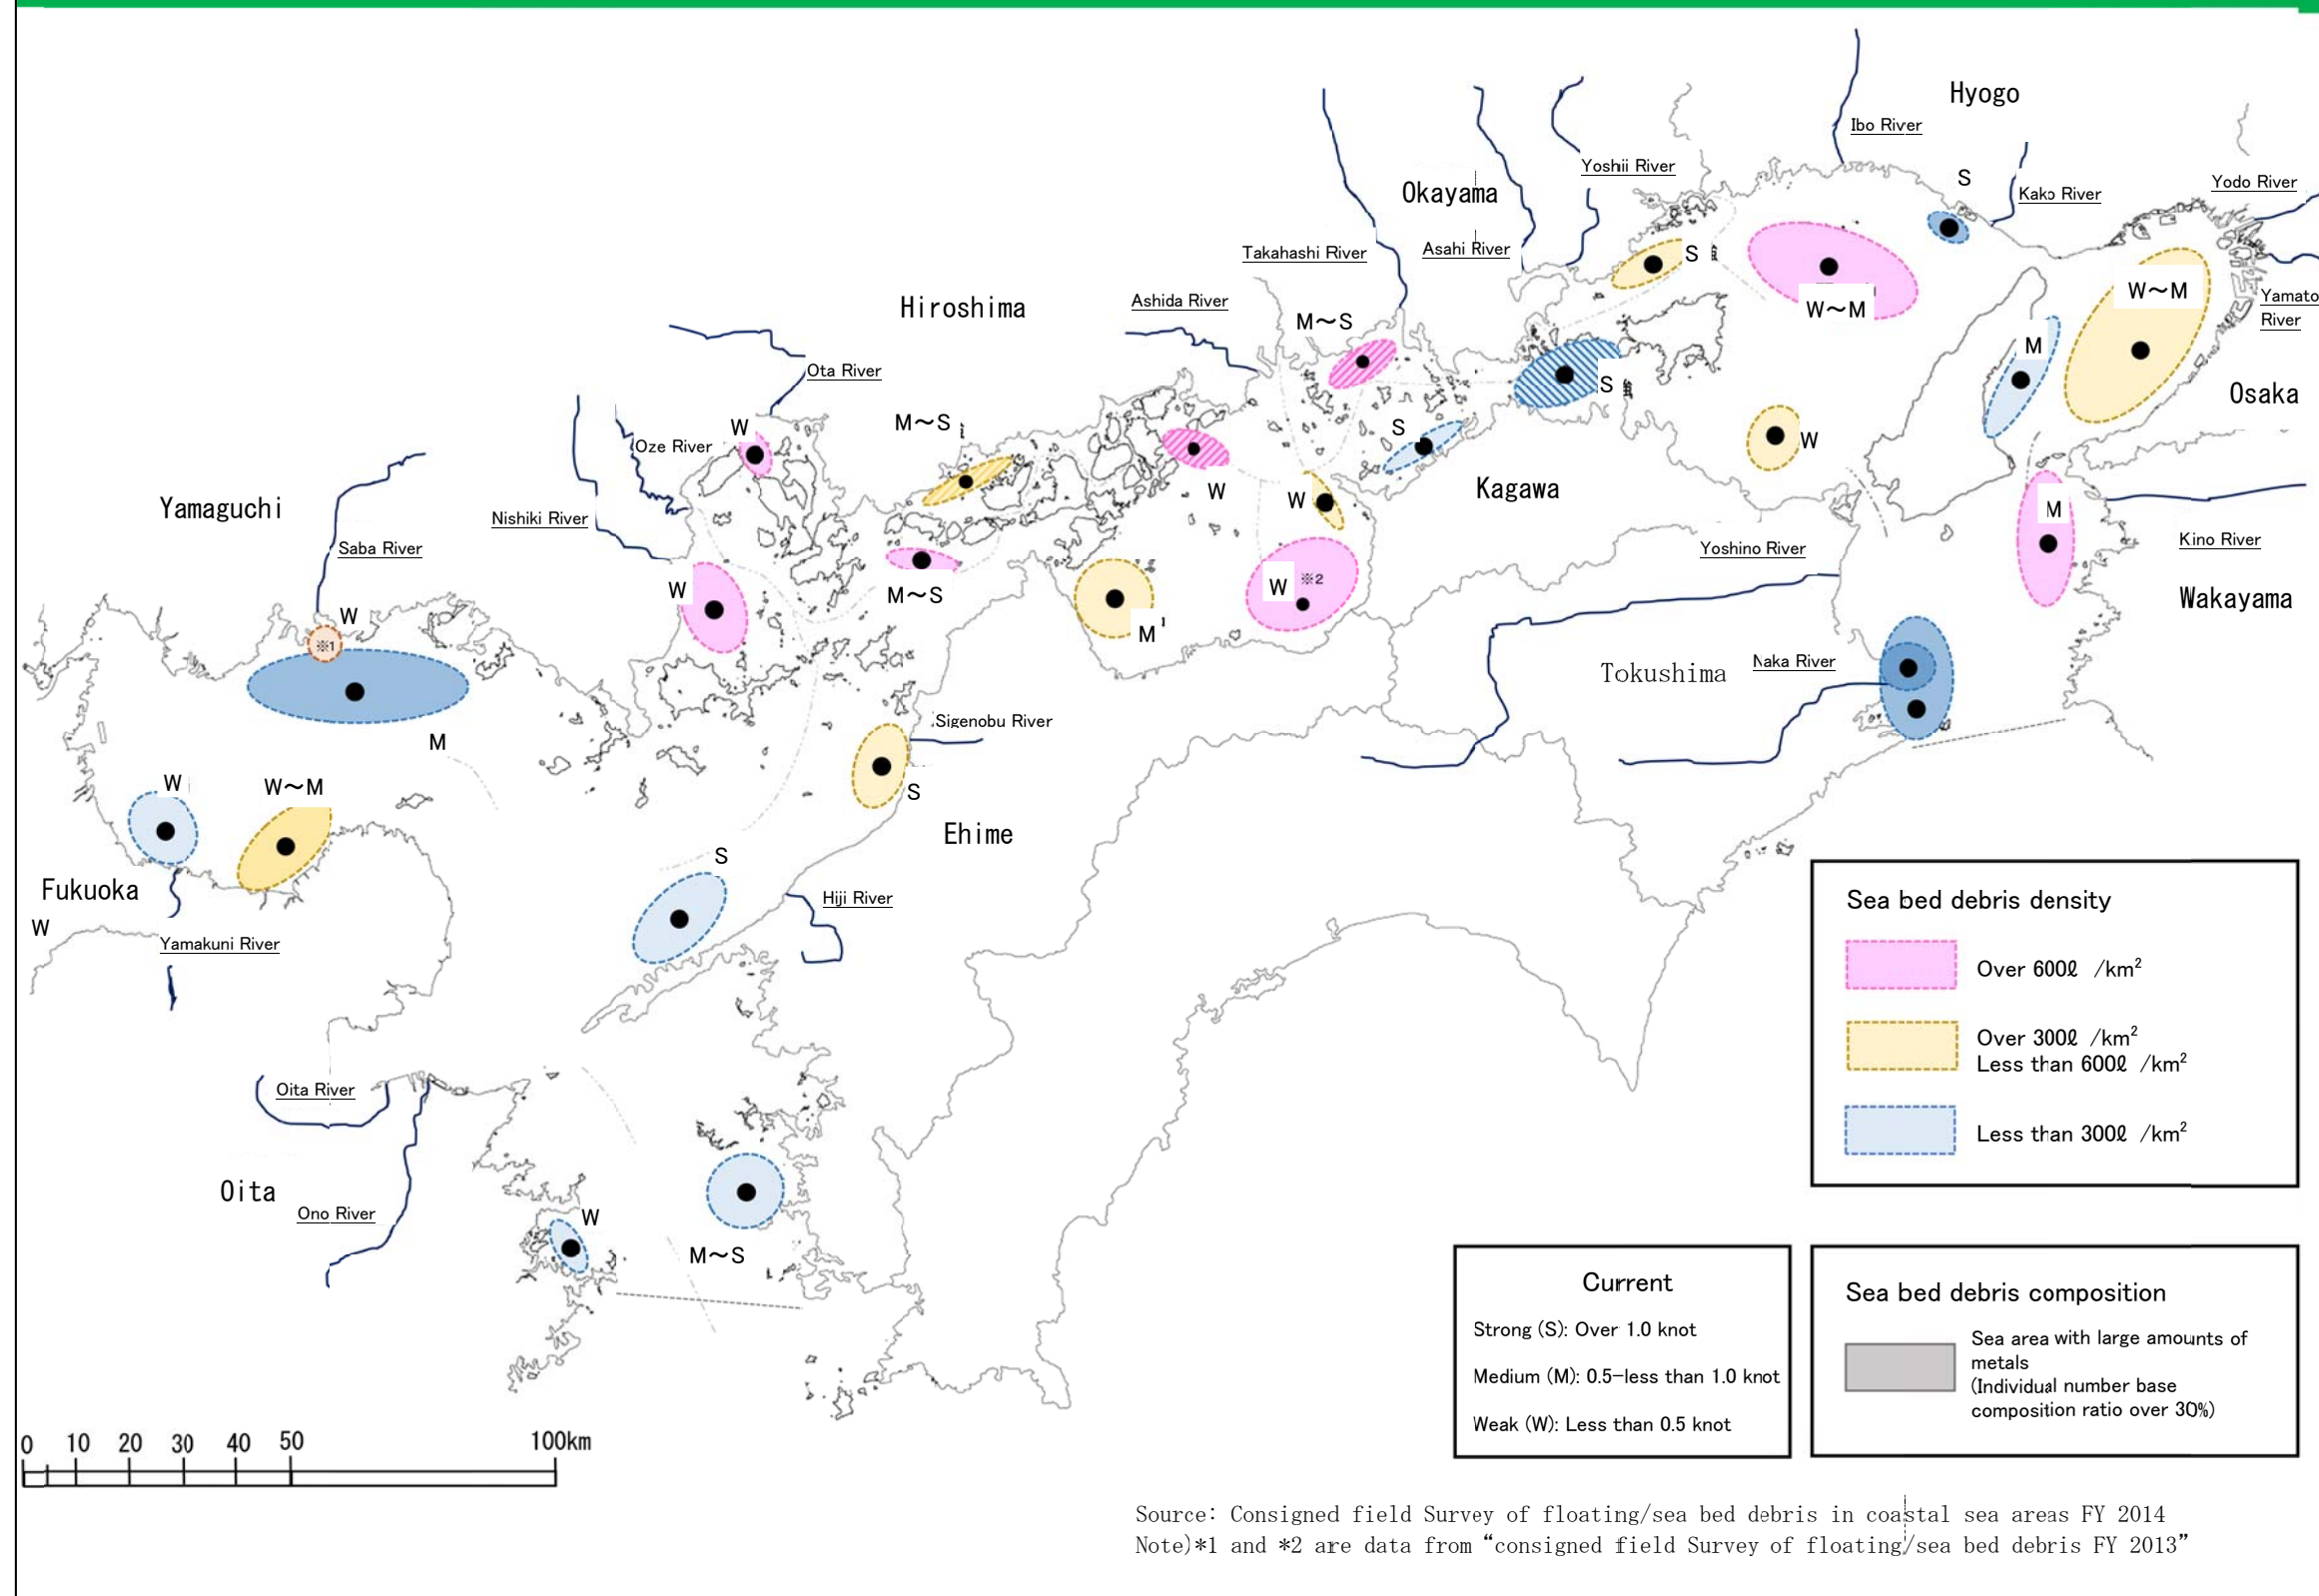 Hyogo
Ibo River
Yoshii River
S
Okayama
Kako River
Yodo River
Takahashi River
Asahi River
S
W～M
W～M
Yamato
River
Hiroshima
Ashida River
M～S
M
Ota River
S
Osaka
W
M～S
S
Oze River
W
W
W
Kagawa
Yamaguchi
M
Nishiki River
Saba River
Yoshino River
Kino River
W
M～S
W
※2
Wakayama
W
※1
M
Tokushima
Naka River
Sigenobu River
M
W
W～M
S
Ehime
S
Fukuoka
Hiji River
W
Yamakuni River
Oita River
Oita
Ono River
W
M～S
Sea bed debris density
Over 600ℓ /km²
Over 300ℓ /km²
Less than 600ℓ /km²
Less than 300ℓ /km²
Current
Strong (S): Over 1.0 knot
Medium (M): 0.5-less than 1.0 knot
Weak (W): Less than 0.5 knot
Sea bed debris composition
Sea area with large amounts of
metals
(Individual number base
composition ratio over 30%)
0 10 20 30 40 50 100km
Source: Consigned field Survey of floating/sea bed debris in coastal sea areas FY 2014
Note)*1 and *2 are data from “consigned field Survey of floating/sea bed debris FY 2013”